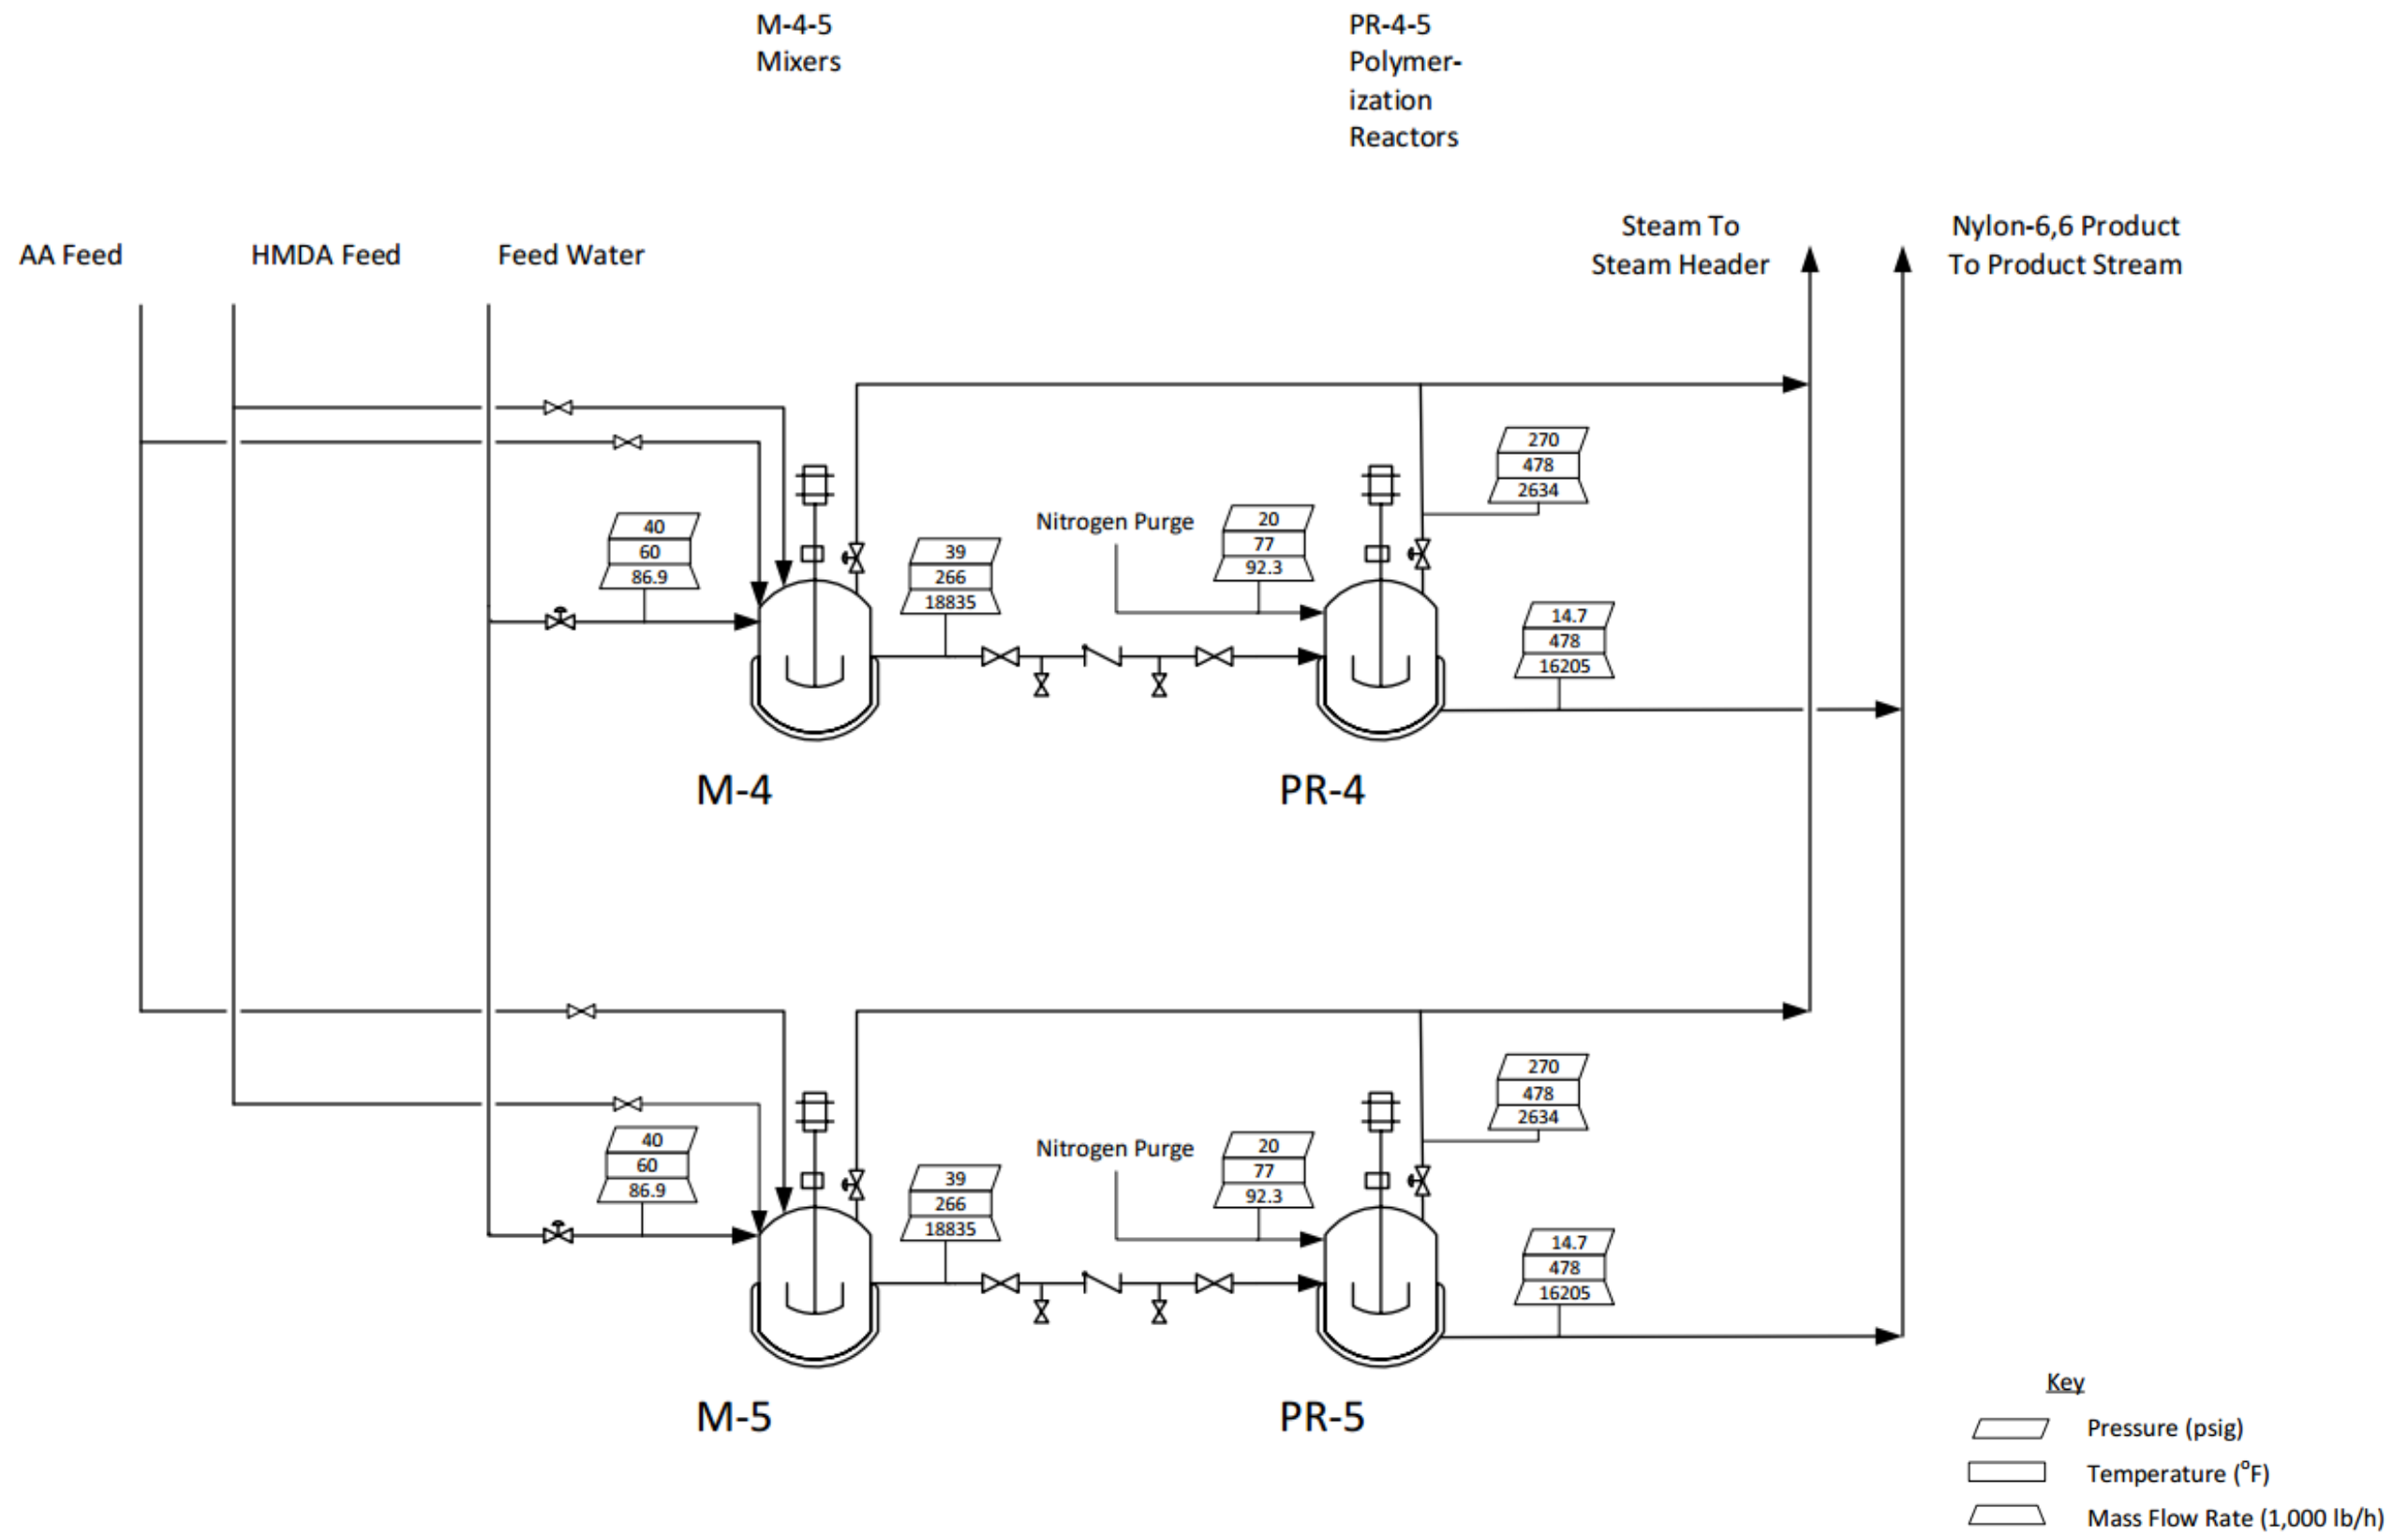 M-4-5
Mixers
PR-4-5
Polymer-
ization
Reactors
AA Feed
HMDA Feed
Feed Water
Steam To
Steam Header
Nylon-6,6 Product
To Product Stream
270
478
2634
40
60
86.9
39
266
18835
Nitrogen Purge
20
77
92.3
14.7
478
16205
M-4
PR-4
270
478
2634
40
60
86.9
39
266
18835
Nitrogen Purge
20
77
92.3
14.7
478
16205
M-5
PR-5
Key
Pressure (psig)
Temperature (°F)
Mass Flow Rate (1,000 lb/h)